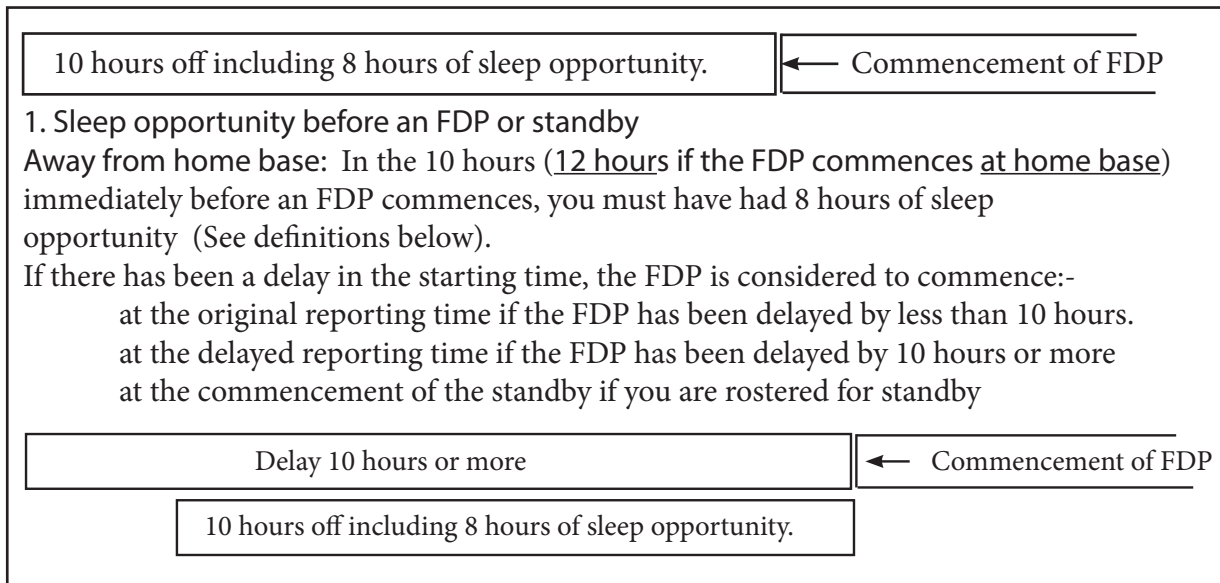 10 hours off including 8 hours of sleep opportunity.
Commencement of FDP
1. Sleep opportunity before an FDP or standby
Away from home base: In the 10 hours (12 hours if the FDP commences at home base)
immediately before an FDP commences, you must have had 8 hours of sleep
opportunity (See definitions below).
If there has been a delay in the starting time, the FDP is considered to commence:-
at the original reporting time if the FDP has been delayed by less than 10 hours.
at the delayed reporting time if the FDP has been delayed by 10 hours or more
at the commencement of the standby if you are rostered for standby
Delay 10 hours or more
Commencement of FDP
10 hours off including 8 hours of sleep opportunity.